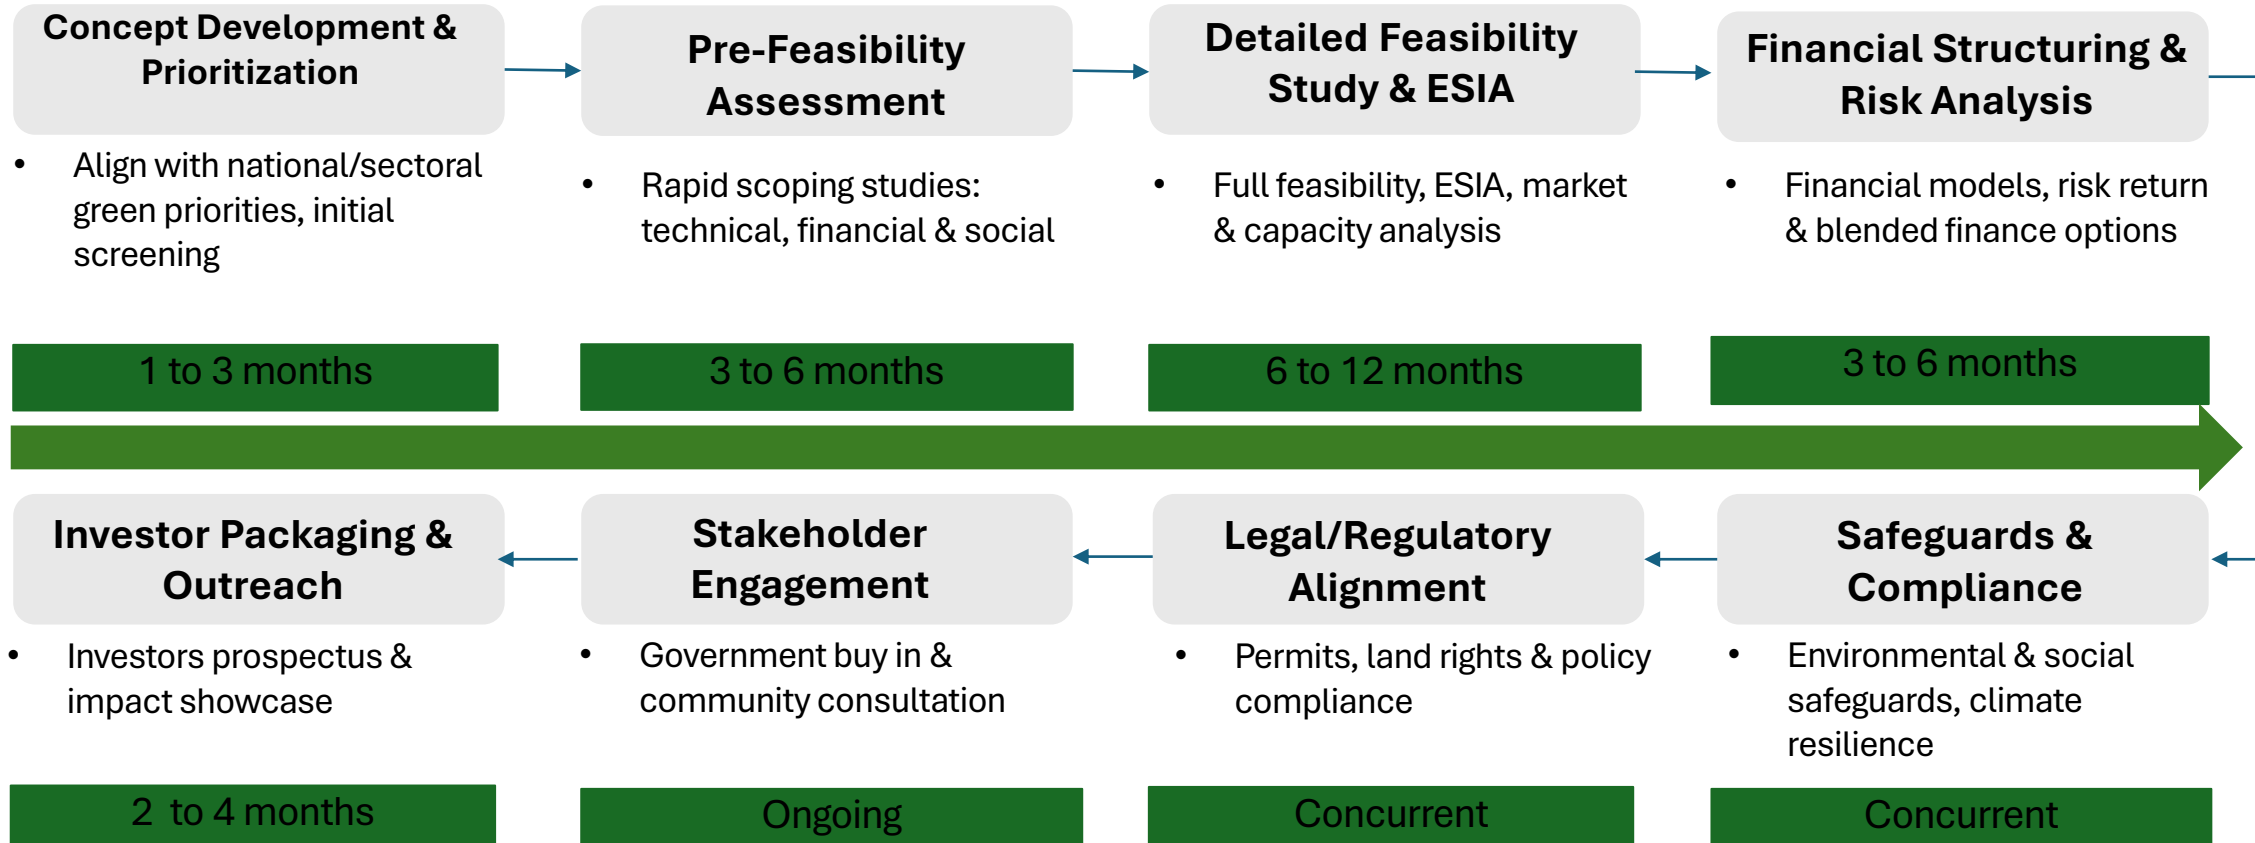 Concept Development &
Prioritization
• Align with national/sectoral
green priorities, initial
screening
1 to 3 months
Pre-Feasibility
Assessment
• Rapid scoping studies:
technical, financial & social
3 to 6 months
Detailed Feasibility
Study & ESIA
• Full feasibility, ESIA, market
& capacity analysis
6 to 12 months
Financial Structuring &
Risk Analysis
• Financial models, risk return
& blended finance options
3 to 6 months
Safeguards &
Compliance
• Environmental & social
safeguards, climate
resilience
Concurrent
Legal/Regulatory
Alignment
• Permits, land rights & policy
compliance
Concurrent
Stakeholder
Engagement
• Government buy in &
community consultation
Ongoing
Investor Packaging &
Outreach
• Investors prospectus &
impact showcase
2 to 4 months